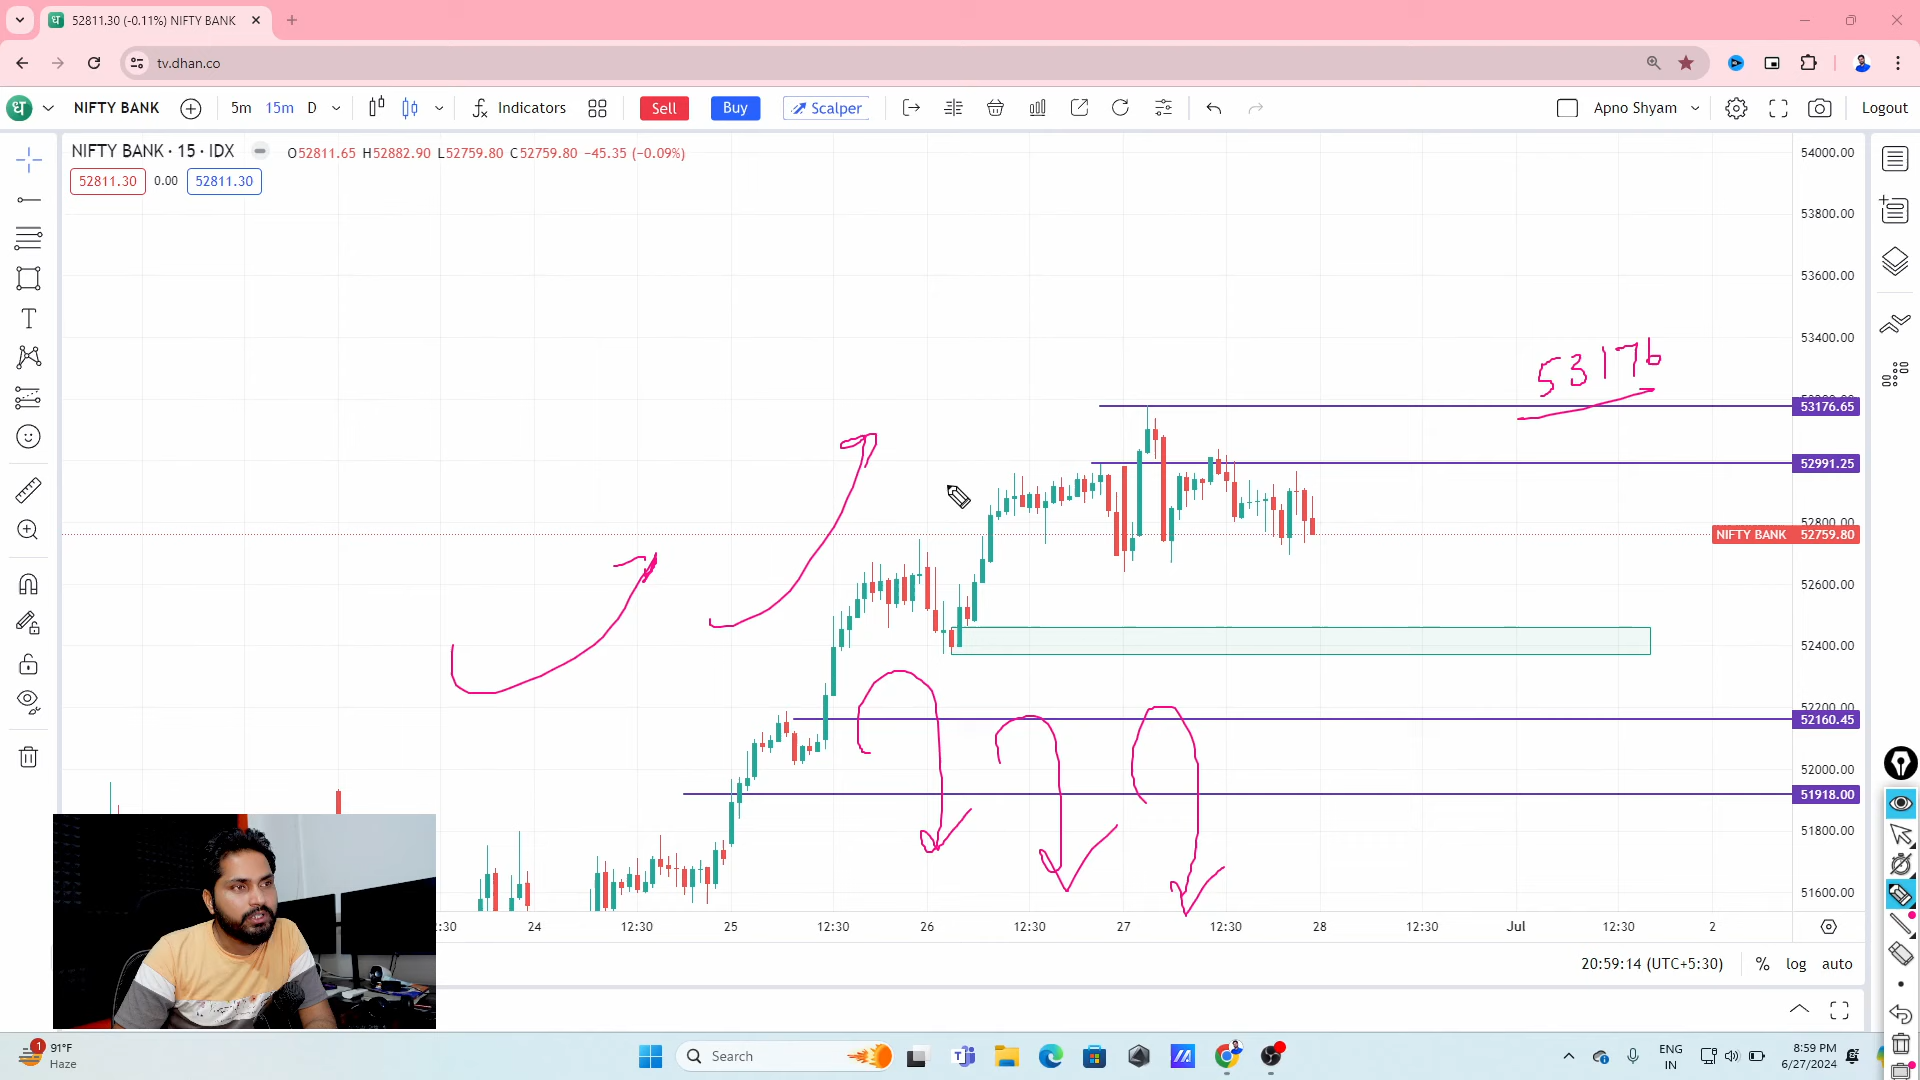 52811.30 (-0.11%) NIFTY BANK
tv.dhan.co
ध NIFTY BANK 5m 15m D Indicators Sell Buy Scalper Apno Shyam Logout
NIFTY BANK · 15 · IDX O52811.65 H52882.90 L52759.80 C52759.80 −45.35 (−0.09%)
52811.30 0.00 52811.30
54000.00
53800.00
53600.00
53400.00
53176
53176.65
52991.25
52800.00
NIFTY BANK 52759.80
52600.00
52400.00
52200.00
52160.45
52000.00
51918.00
51800.00
51600.00
:30 24 12:30 25 12:30 26 12:30 27 12:30 28 12:30 Jul 12:30 2
20:59:14 (UTC+5:30) % log auto
1 91°F
Haze
Search
ENG
IN
8:59 PM
6/27/2024